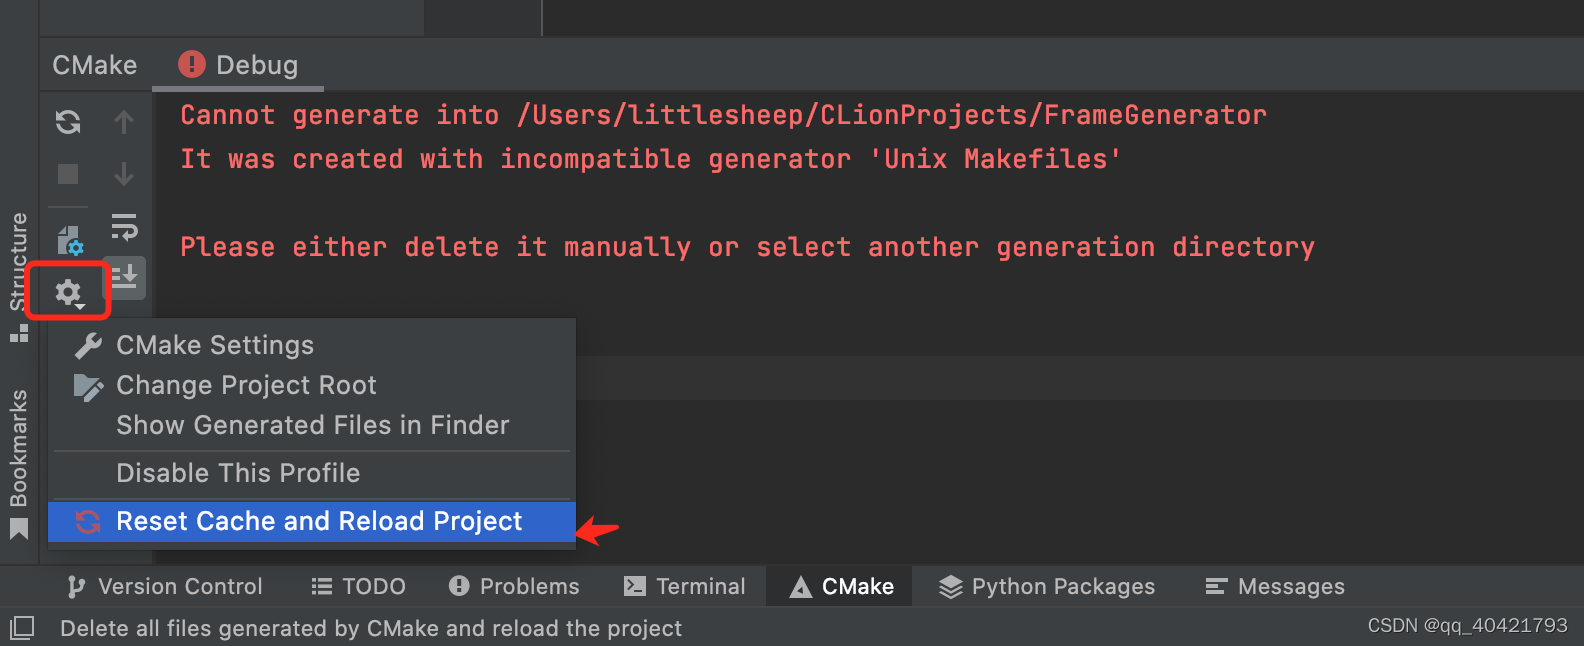 CMake
Debug
Cannot generate into /Users/littlesheep/CLionProjects/FrameGenerator
It was created with incompatible generator 'Unix Makefiles'
Please either delete it manually or select another generation directory
Structure
Bookmarks
CMake Settings
Change Project Root
Show Generated Files in Finder
Disable This Profile
Reset Cache and Reload Project
Version Control
TODO
Problems
Terminal
CMake
Python Packages
Messages
Delete all files generated by CMake and reload the project
CSDN @qq_40421793